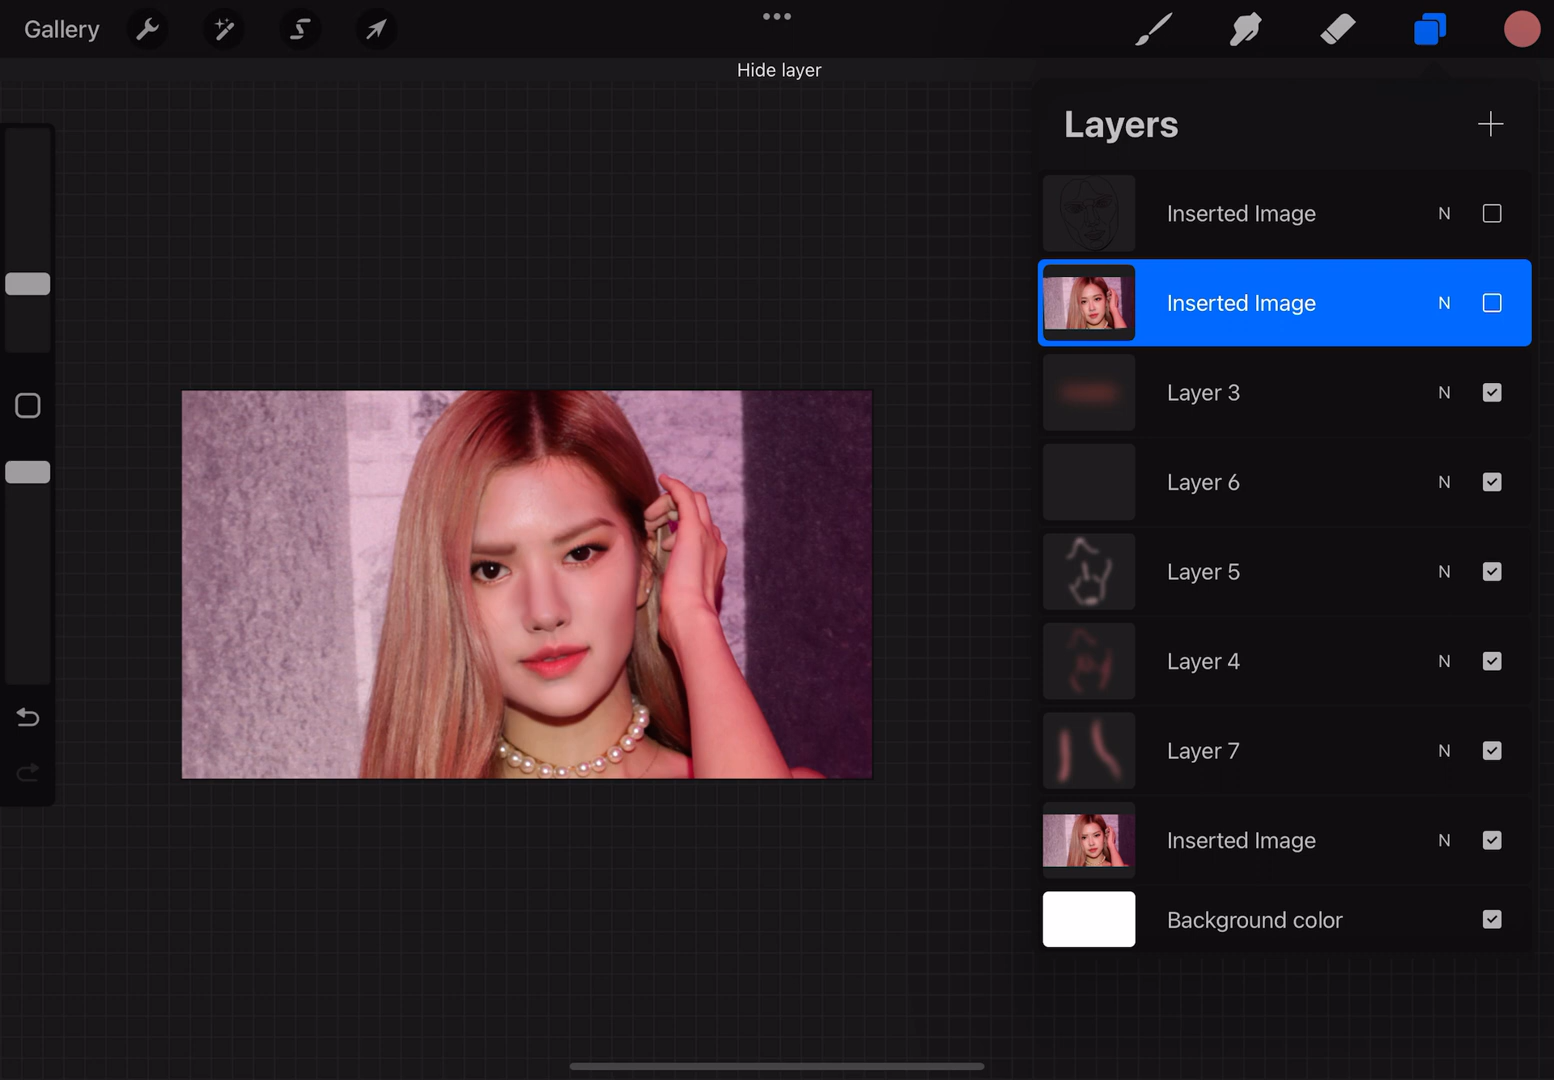 Gallery
Hide layer
Layers
Inserted Image N
Inserted Image N
Layer 3 N
Layer 6 N
Layer 5 N
Layer 4 N
Layer 7 N
Inserted Image N
Background color